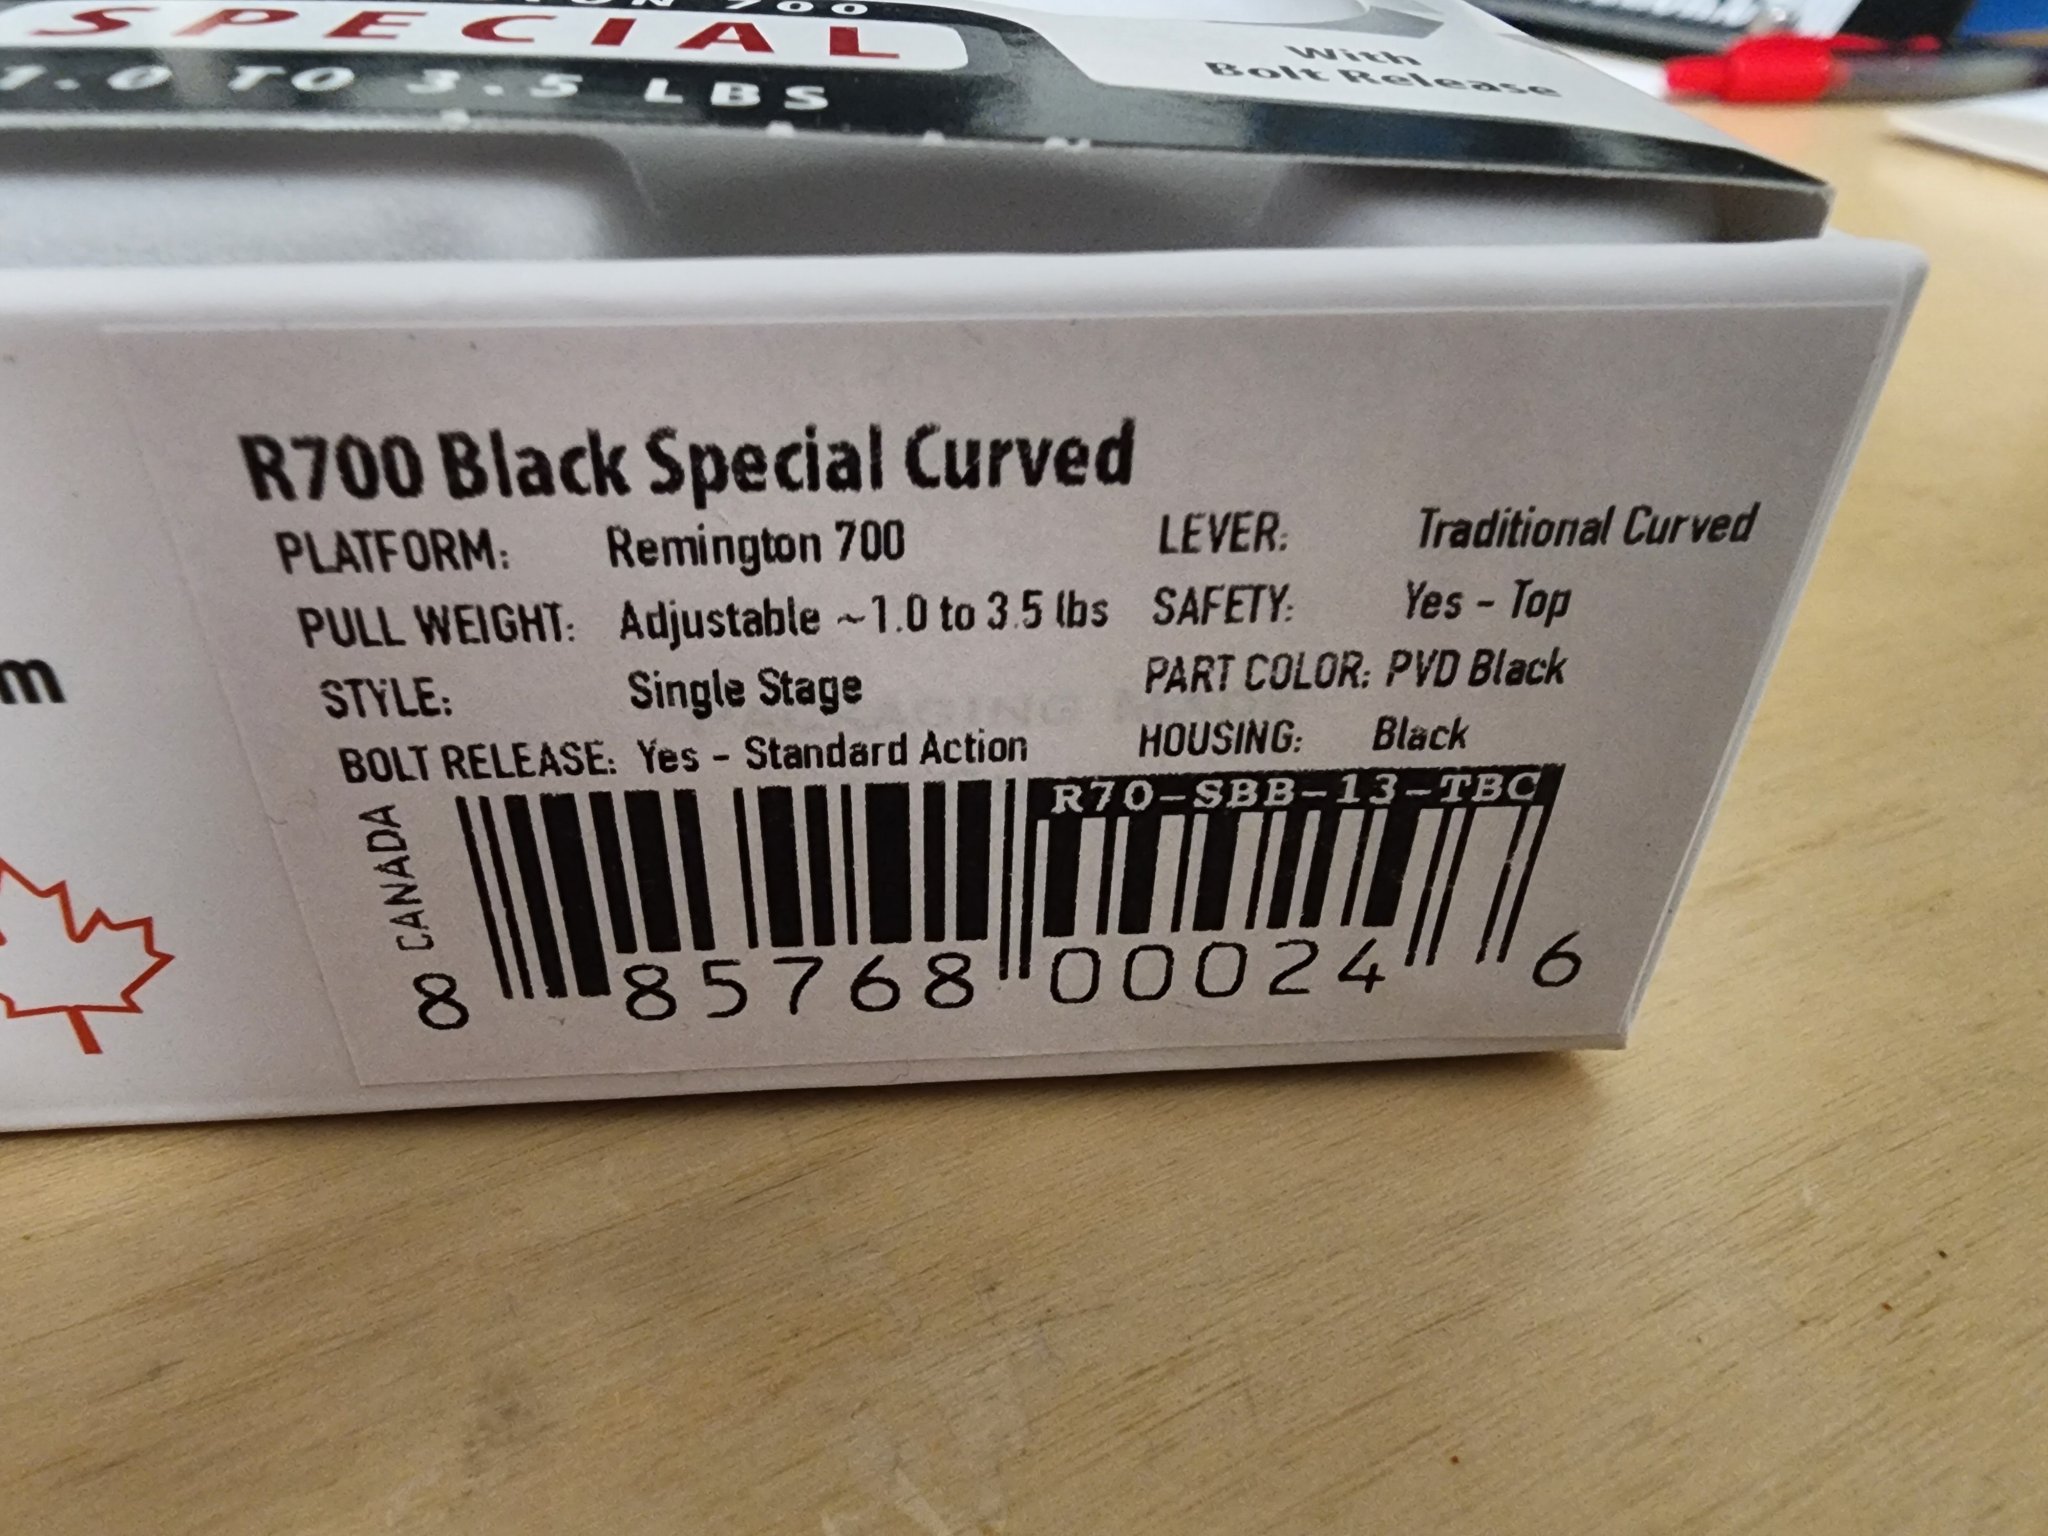 700
SPECIAL
1.0 TO 3.5 LBS
With
Bolt Release
m
R700 Black Special Curved
PLATFORM: Remington 700 LEVER: Traditional Curved
PULL WEIGHT: Adjustable ~1.0 to 3.5 lbs SAFETY: Yes - Top
STYLE: Single Stage PART COLOR: PVD Black
BOLT RELEASE: Yes - Standard Action HOUSING: Black
R70-SBB-13-TBC
CANADA
8 85768 00024 6